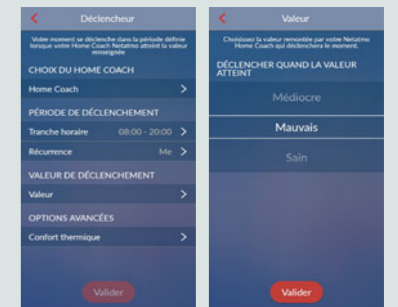 Déclencheur
Votre moment se déclenche dans la période définie
lorsque votre Home Coach Netatmo atteint la valeur
renseignée
CHOIX DU HOME COACH
Home Coach
PÉRIODE DE DÉCLENCHEMENT
Tranche horaire 08:00 - 20:00
Récurrence Me
VALEUR DE DÉCLENCHEMENT
Valeur
OPTIONS AVANCÉES
Confort thermique
Valider
Valeur
Choisissez la valeur remontée par votre Netatmo
Home Coach qui déclenchera le moment.
DÉCLENCHER QUAND LA VALEUR
ATTEINT
Médiocre
Mauvais
Sain
Valider